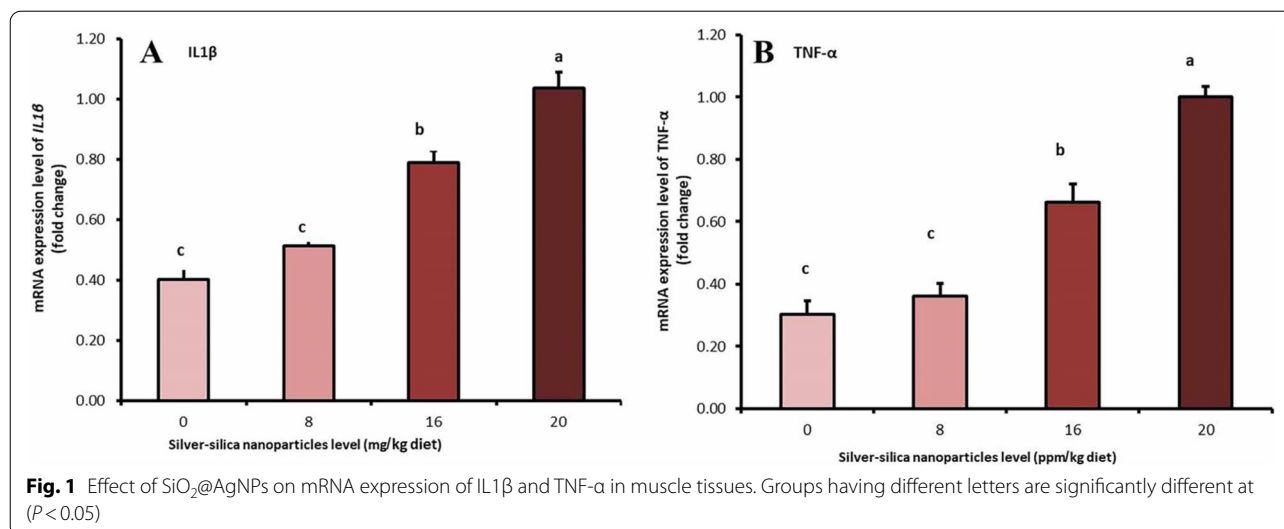 A IL1β
mRNA expression level of IL1β
(fold change)
1.20
1.00
0.80
0.60
0.40
0.20
0.00
c
c
b
a
0 8 16 20
Silver-silica nanoparticles level (mg/kg diet)
B TNF-α
mRNA expression level of TNF-α
(fold change)
1.20
1.00
0.80
0.60
0.40
0.20
0.00
c
c
b
a
0 8 16 20
Silver-silica nanoparticles level (ppm/kg diet)
Fig. 1 Effect of SiO₂@AgNPs on mRNA expression of IL1β and TNF-α in muscle tissues. Groups having different letters are significantly different at
(P < 0.05)